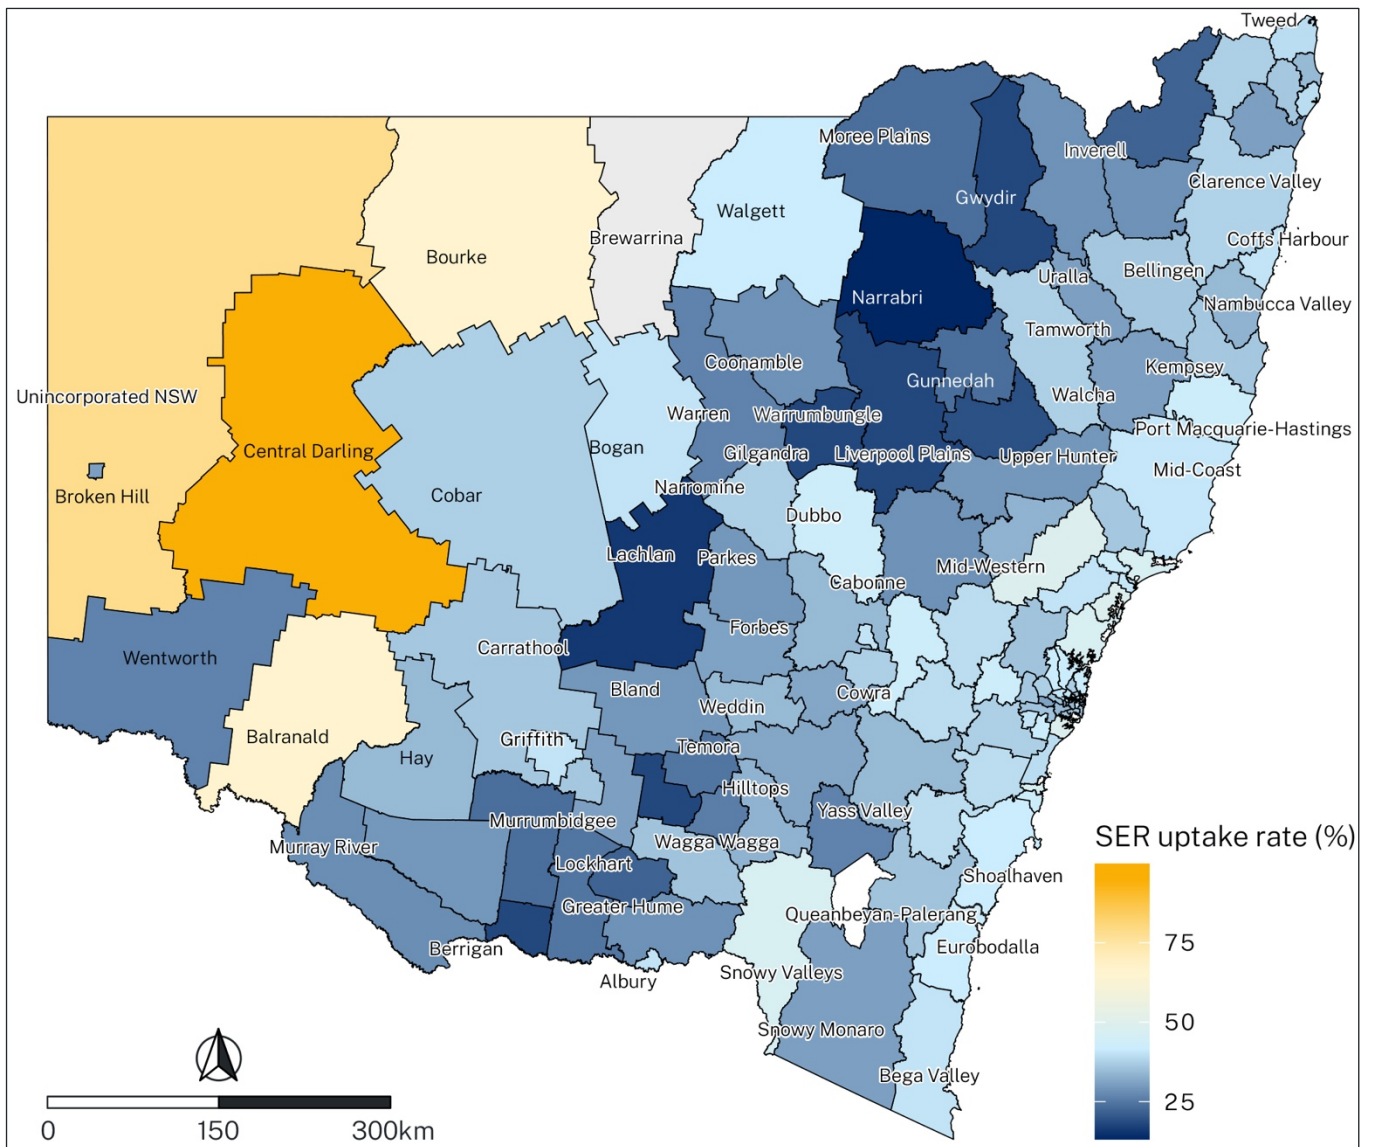 Tweed
Moree Plains
Inverell
Clarence Valley
Gwydir
Walgett
Brewarrina
Bourke
Coffs Harbour
Bellingen
Uralla
Narrabri
Nambucca Valley
Tamworth
Coonamble
Kempsey
Gunnedah
Walcha
Unincorporated NSW
Warren
Warrumbungle
Port Macquarie-Hastings
Bogan
Central Darling
Gilgandra
Liverpool Plains
Upper Hunter
Mid-Coast
Narromine
Broken Hill
Cobar
Dubbo
Lachlan
Parkes
Mid-Western
Cabonne
Forbes
Carrathool
Wentworth
Bland
Cowra
Weddin
Balranald
Griffith
Temora
Hay
Hilltops
Yass Valley
Murrumbidgee
SER uptake rate (%)
Wagga Wagga
Murray River
Lockhart
Shoalhaven
Greater Hume
Queanbeyan-Palerang
75
Berrigan
Eurobodalla
Snowy Valleys
Albury
50
Snowy Monaro
Bega Valley
25
0 150 300km